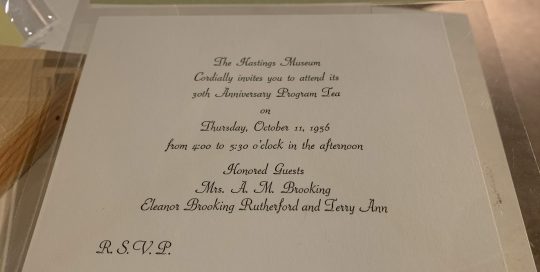 The Hastings Museum
Cordially invites you to attend its
30th Anniversary Program Tea
on
Thursday, October 11, 1956
from 4:00 to 5:30 o'clock in the afternoon
Honored Guests
Mrs. A. M. Brooking
Eleanor Brooking Rutherford and Terry Ann
R. S. V. P.